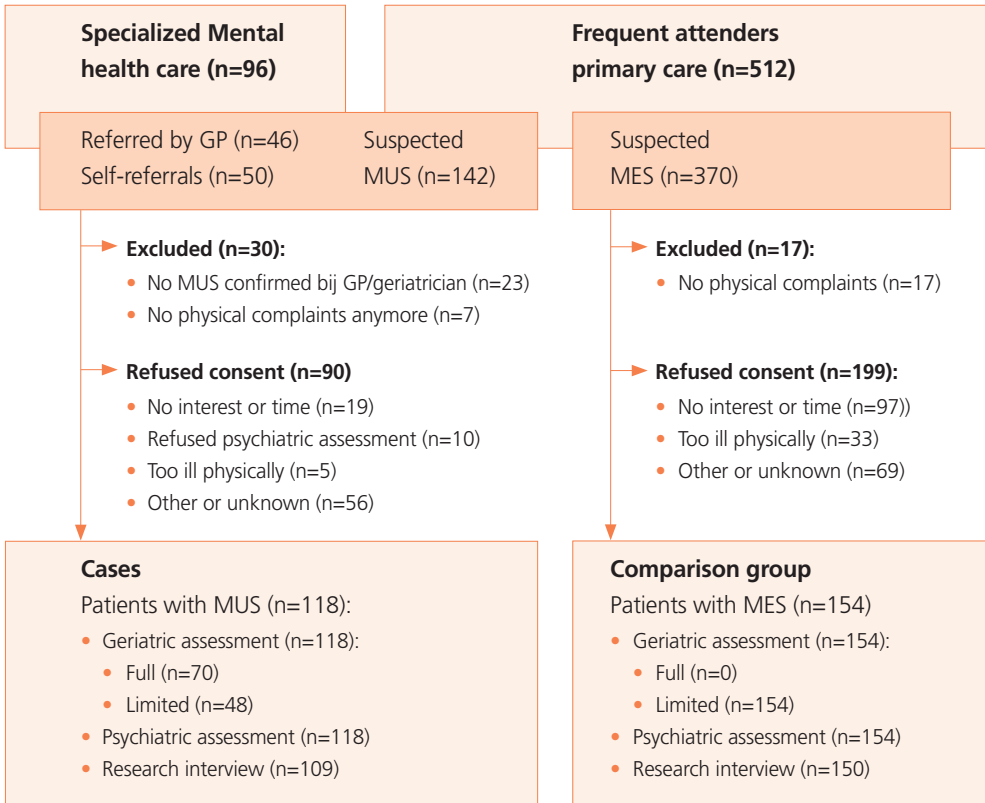 Specialized Mental
health care (n=96)
Frequent attenders
primary care (n=512)
Referred by GP (n=46)
Self-referrals (n=50)
Suspected
MUS (n=142)
Suspected
MES (n=370)
Excluded (n=30):
• No MUS confirmed bij GP/geriatrician (n=23)
• No physical complaints anymore (n=7)
Refused consent (n=90)
• No interest or time (n=19)
• Refused psychiatric assessment (n=10)
• Too ill physically (n=5)
• Other or unknown (n=56)
Excluded (n=17):
• No physical complaints (n=17)
Refused consent (n=199):
• No interest or time (n=97))
• Too ill physically (n=33)
• Other or unknown (n=69)
Cases
Patients with MUS (n=118):
• Geriatric assessment (n=118):
• Full (n=70)
• Limited (n=48)
• Psychiatric assessment (n=118)
• Research interview (n=109)
Comparison group
Patients with MES (n=154)
• Geriatric assessment (n=154):
• Full (n=0)
• Limited (n=154)
• Psychiatric assessment (n=154)
• Research interview (n=150)